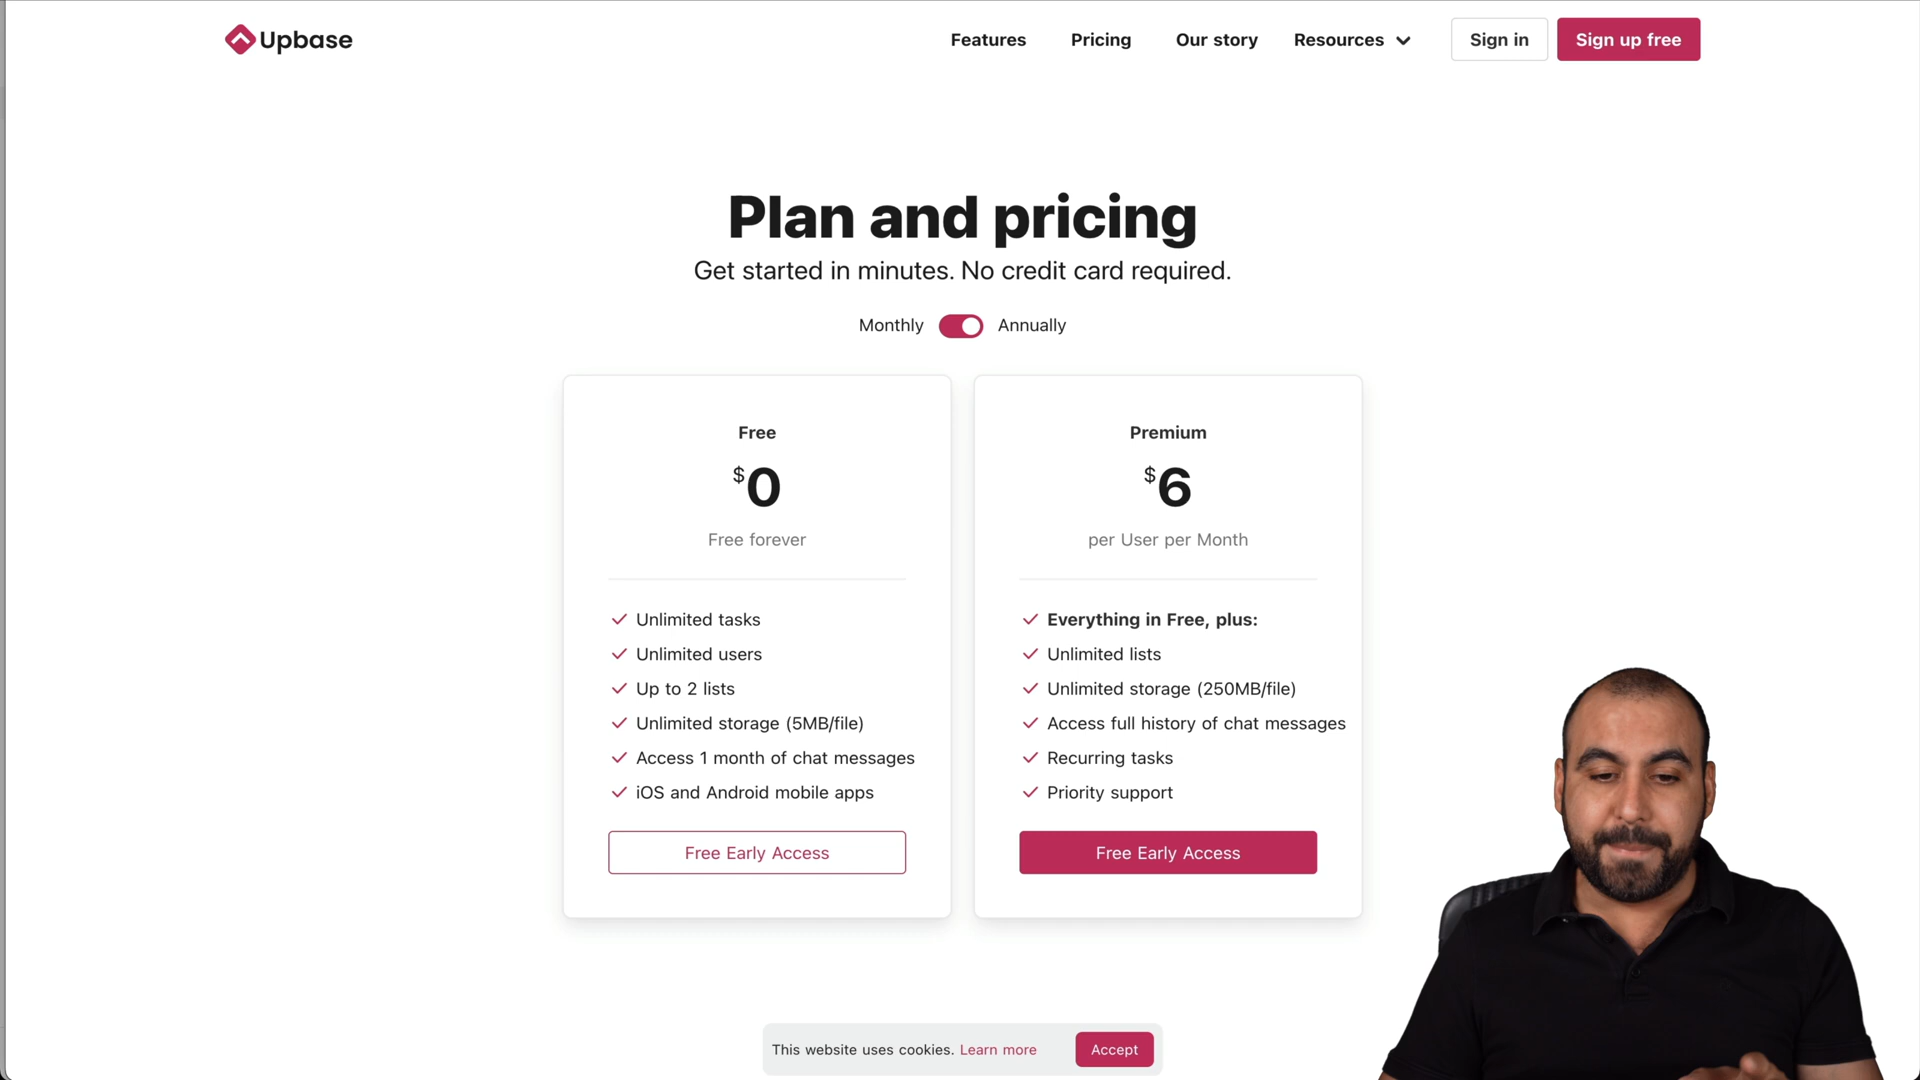 Upbase
Features
Pricing
Our story
Resources
Sign in
Sign up free
Plan and pricing
Get started in minutes. No credit card required.
Monthly
Annually
Free
$0
Free forever
Unlimited tasks
Unlimited users
Up to 2 lists
Unlimited storage (5MB/file)
Access 1 month of chat messages
iOS and Android mobile apps
Free Early Access
Premium
$6
per User per Month
Everything in Free, plus:
Unlimited lists
Unlimited storage (250MB/file)
Access full history of chat messages
Recurring tasks
Priority support
Free Early Access
This website uses cookies. Learn more
Accept